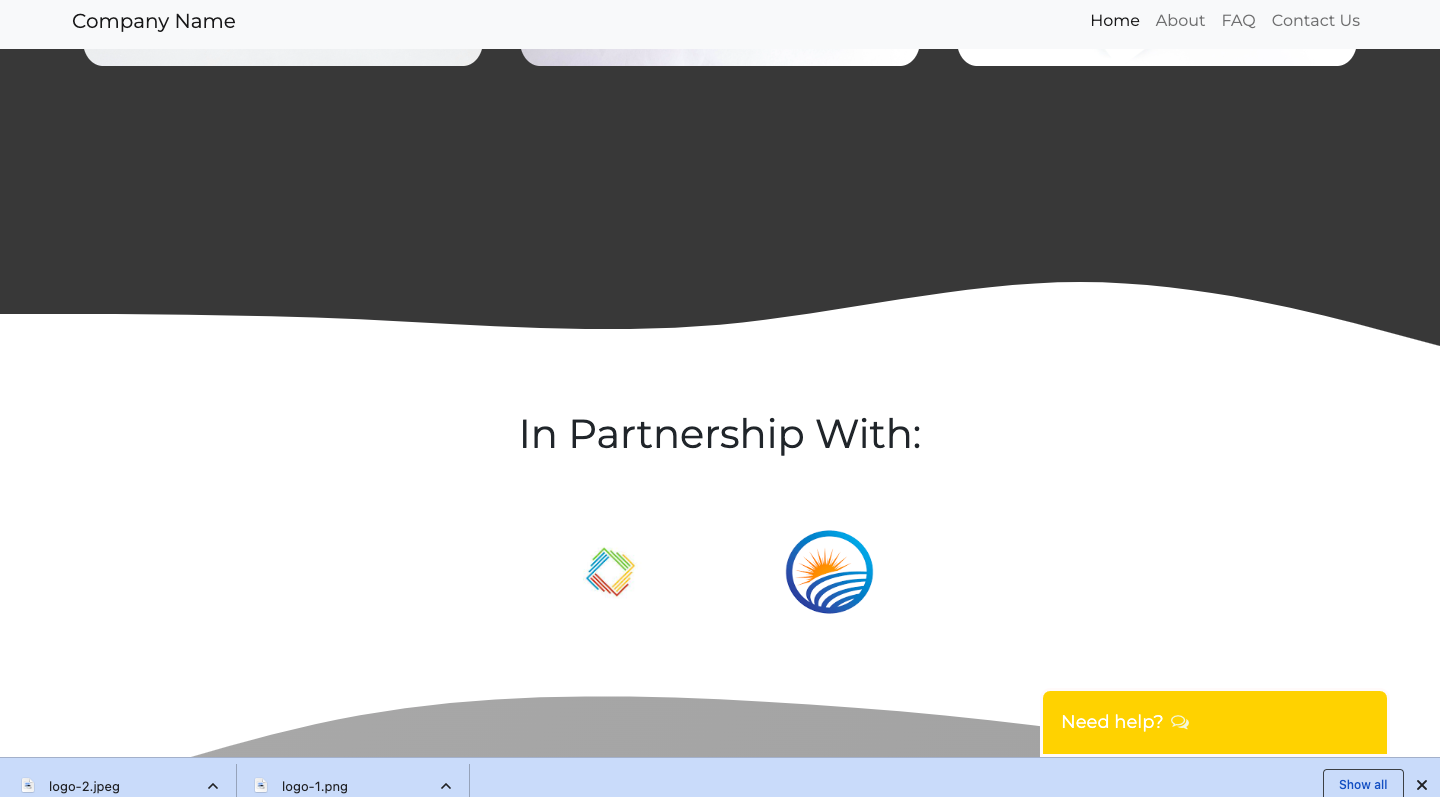 Company Name
Home About FAQ Contact Us
In Partnership With:
Need help?
logo-2.jpeg
logo-1.png
Show all